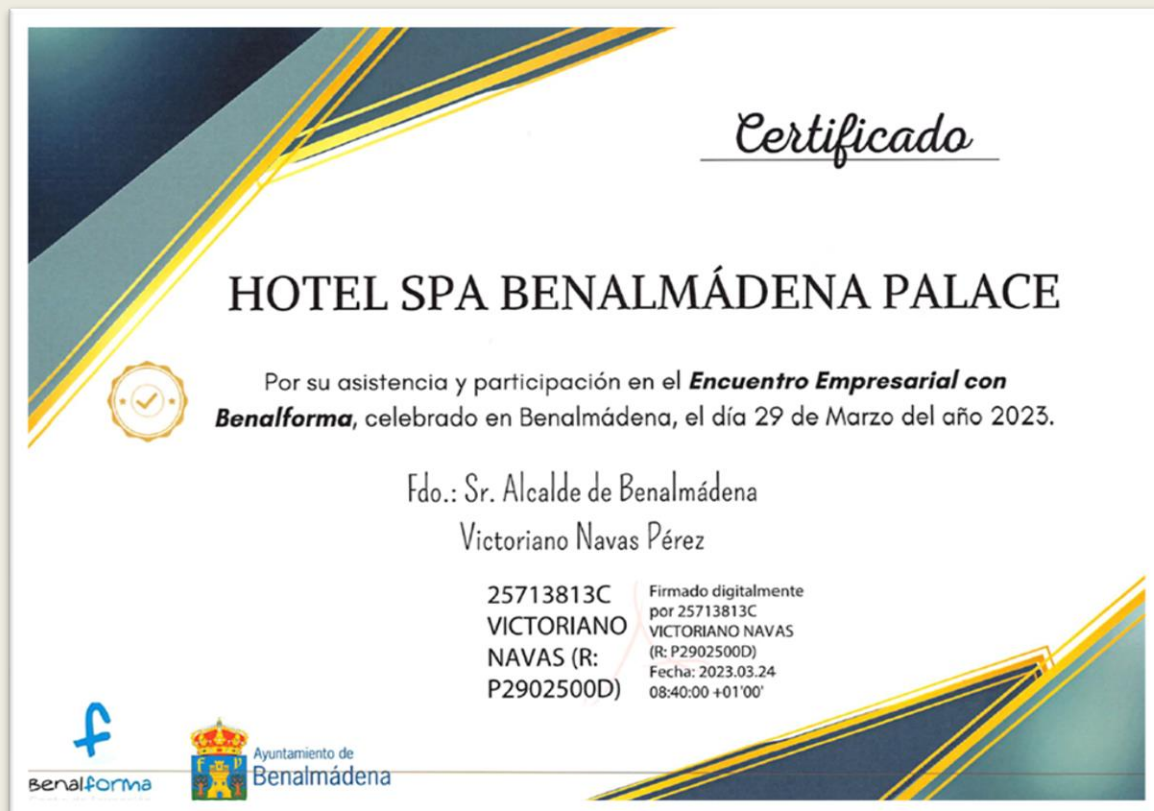 Certificado
HOTEL SPA BENALMÁDENA PALACE
Por su asistencia y participación en el Encuentro Empresarial con
Benalforma, celebrado en Benalmádena, el día 29 de Marzo del año 2023.
Fdo.: Sr. Alcalde de Benalmádena
Victoriano Navas Pérez
25713813C
VICTORIANO
NAVAS (R:
P2902500D)
Firmado digitalmente
por 25713813C
VICTORIANO NAVAS
(R: P2902500D)
Fecha: 2023.03.24
08:40:00 +01'00'
Benalforma
Ayuntamiento de
Benalmádena